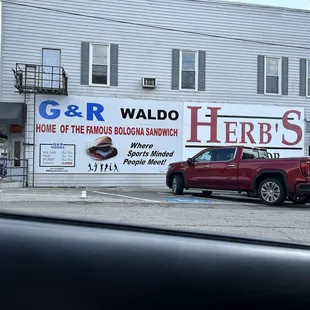 G&R WALDO
HOME OF THE FAMOUS BOLOGNA SANDWICH
Where
Sports Minded
People Meet!
G&R
HERB'S